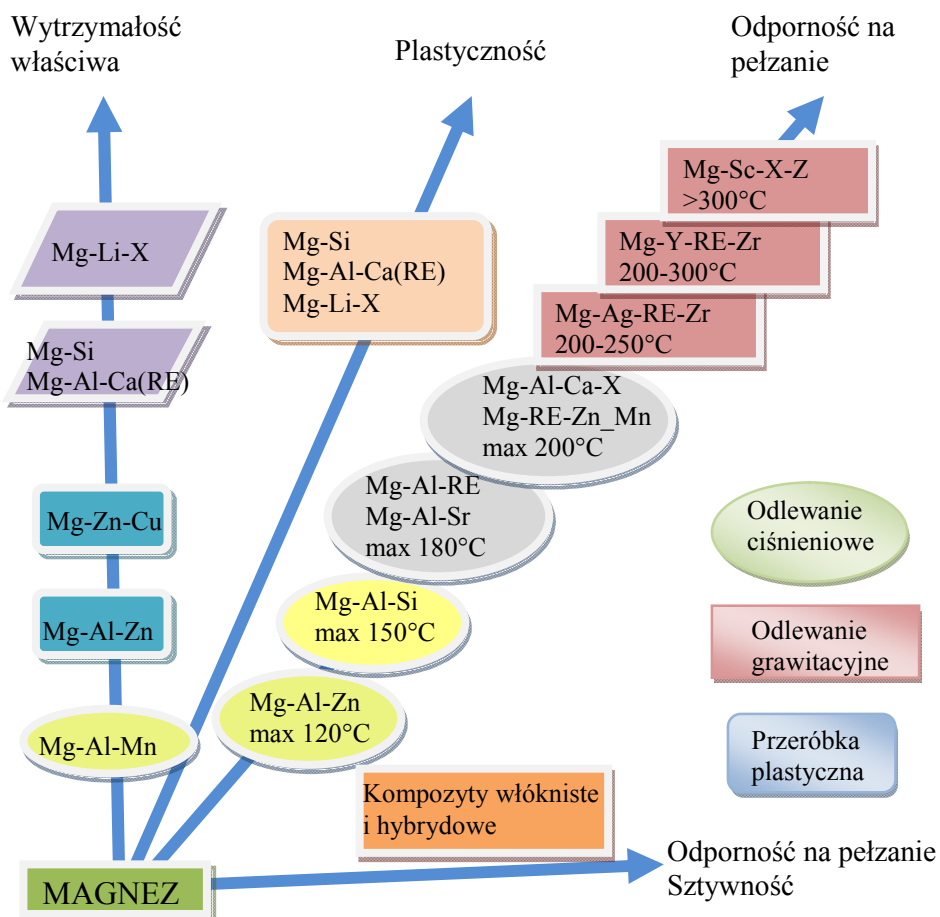 Wytrzymałość
właściwa
Plastyczność
Odporność na
pełzanie
Mg-Sc-X-Z
>300°C
Mg-Y-RE-Zr
200-300°C
Mg-Ag-RE-Zr
200-250°C
Mg-Li-X
Mg-Si
Mg-Al-Ca(RE)
Mg-Li-X
Mg-Si
Mg-Al-Ca(RE)
Mg-Al-Ca-X
Mg-RE-Zn_Mn
max 200°C
Mg-Al-RE
Mg-Al-Sr
max 180°C
Mg-Zn-Cu
Mg-Al-Zn
Mg-Al-Mn
Mg-Al-Si
max 150°C
Mg-Al-Zn
max 120°C
Odlewanie
ciśnieniowe
Odlewanie
grawitacyjne
Przeróbka
plastyczna
Kompozyty włókniste
i hybrydowe
MAGNEZ
Odporność na pełzanie
Sztywność